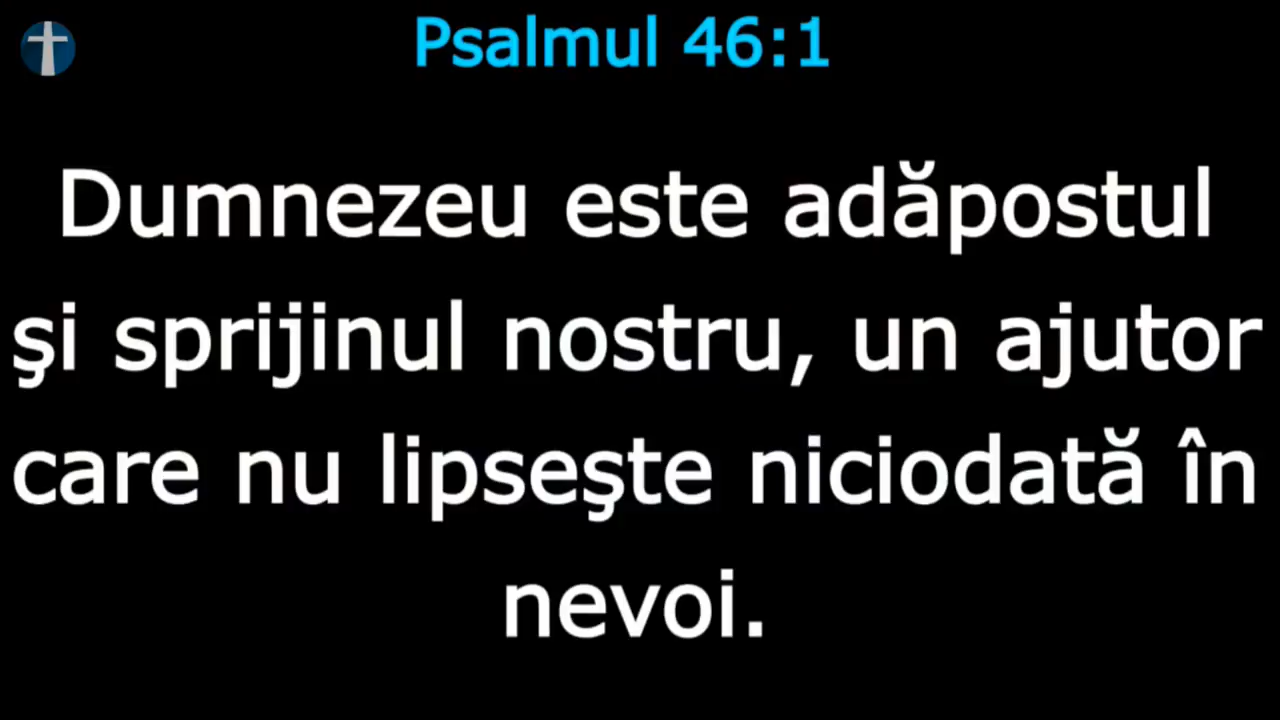 Psalmul 46:1
Dumnezeu este adăpostul
şi sprijinul nostru, un ajutor
care nu lipseşte niciodată în
nevoi.